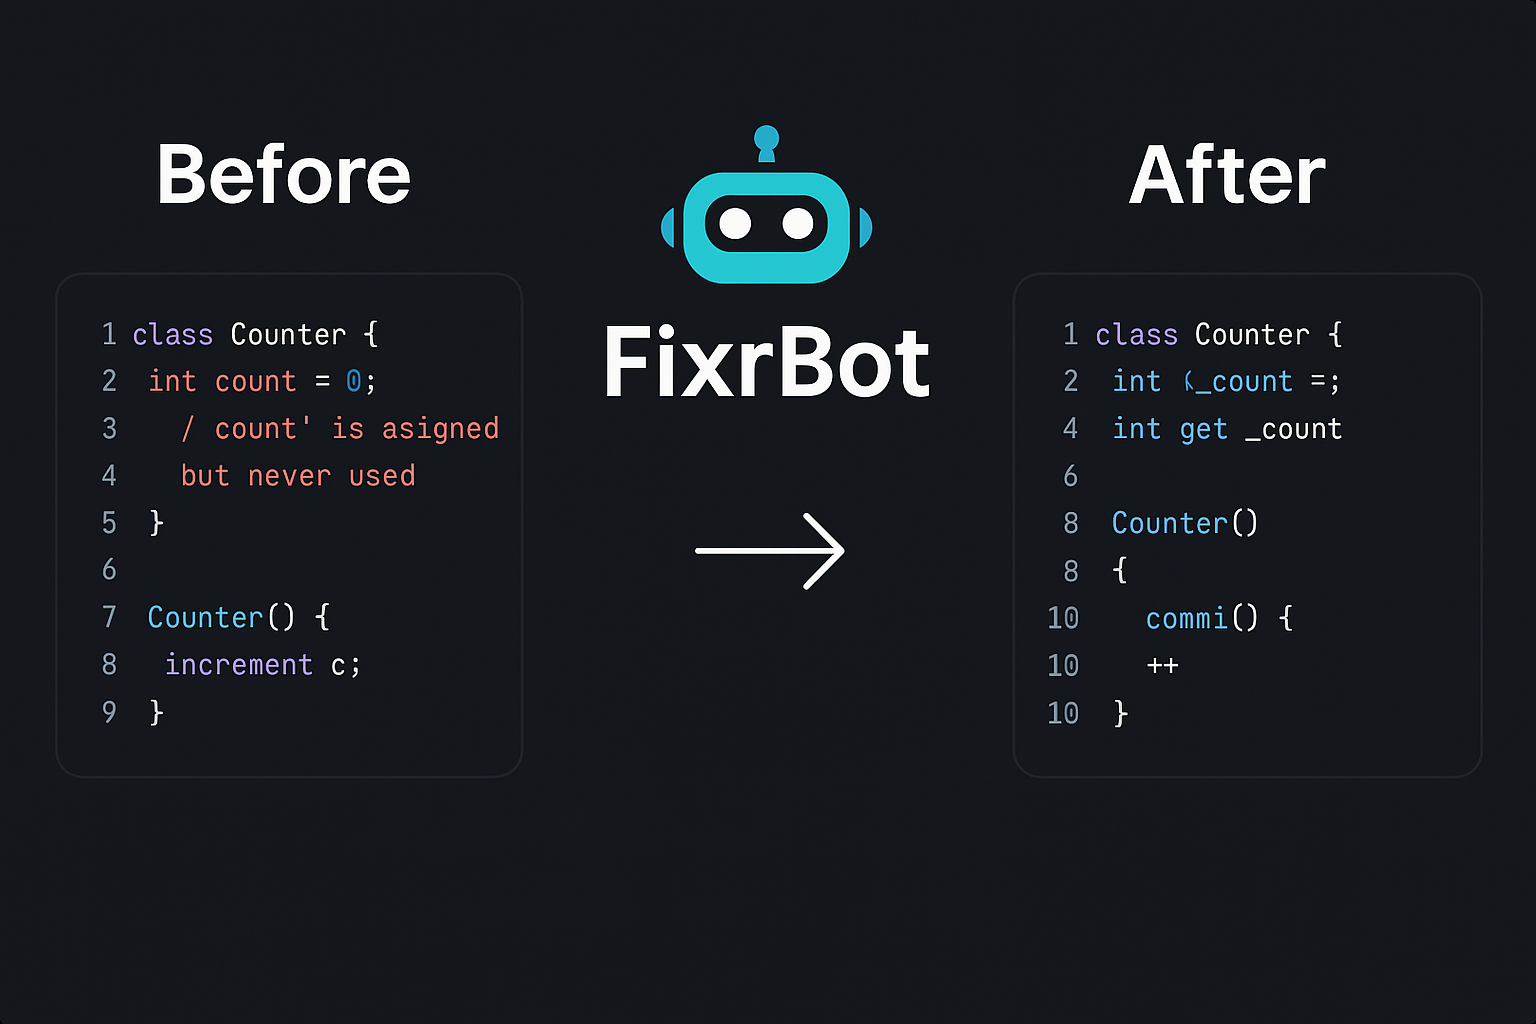 Before
1 class Counter {
2 int count = 0;
3 / count' is asigned
4 but never used
5 }
6
7 Counter() {
8 increment c;
9 }
FixrBot
After
1 class Counter {
2 int _count =;
4 int get _count
6
8 Counter()
8 {
10 commi() {
10 ++
10 }